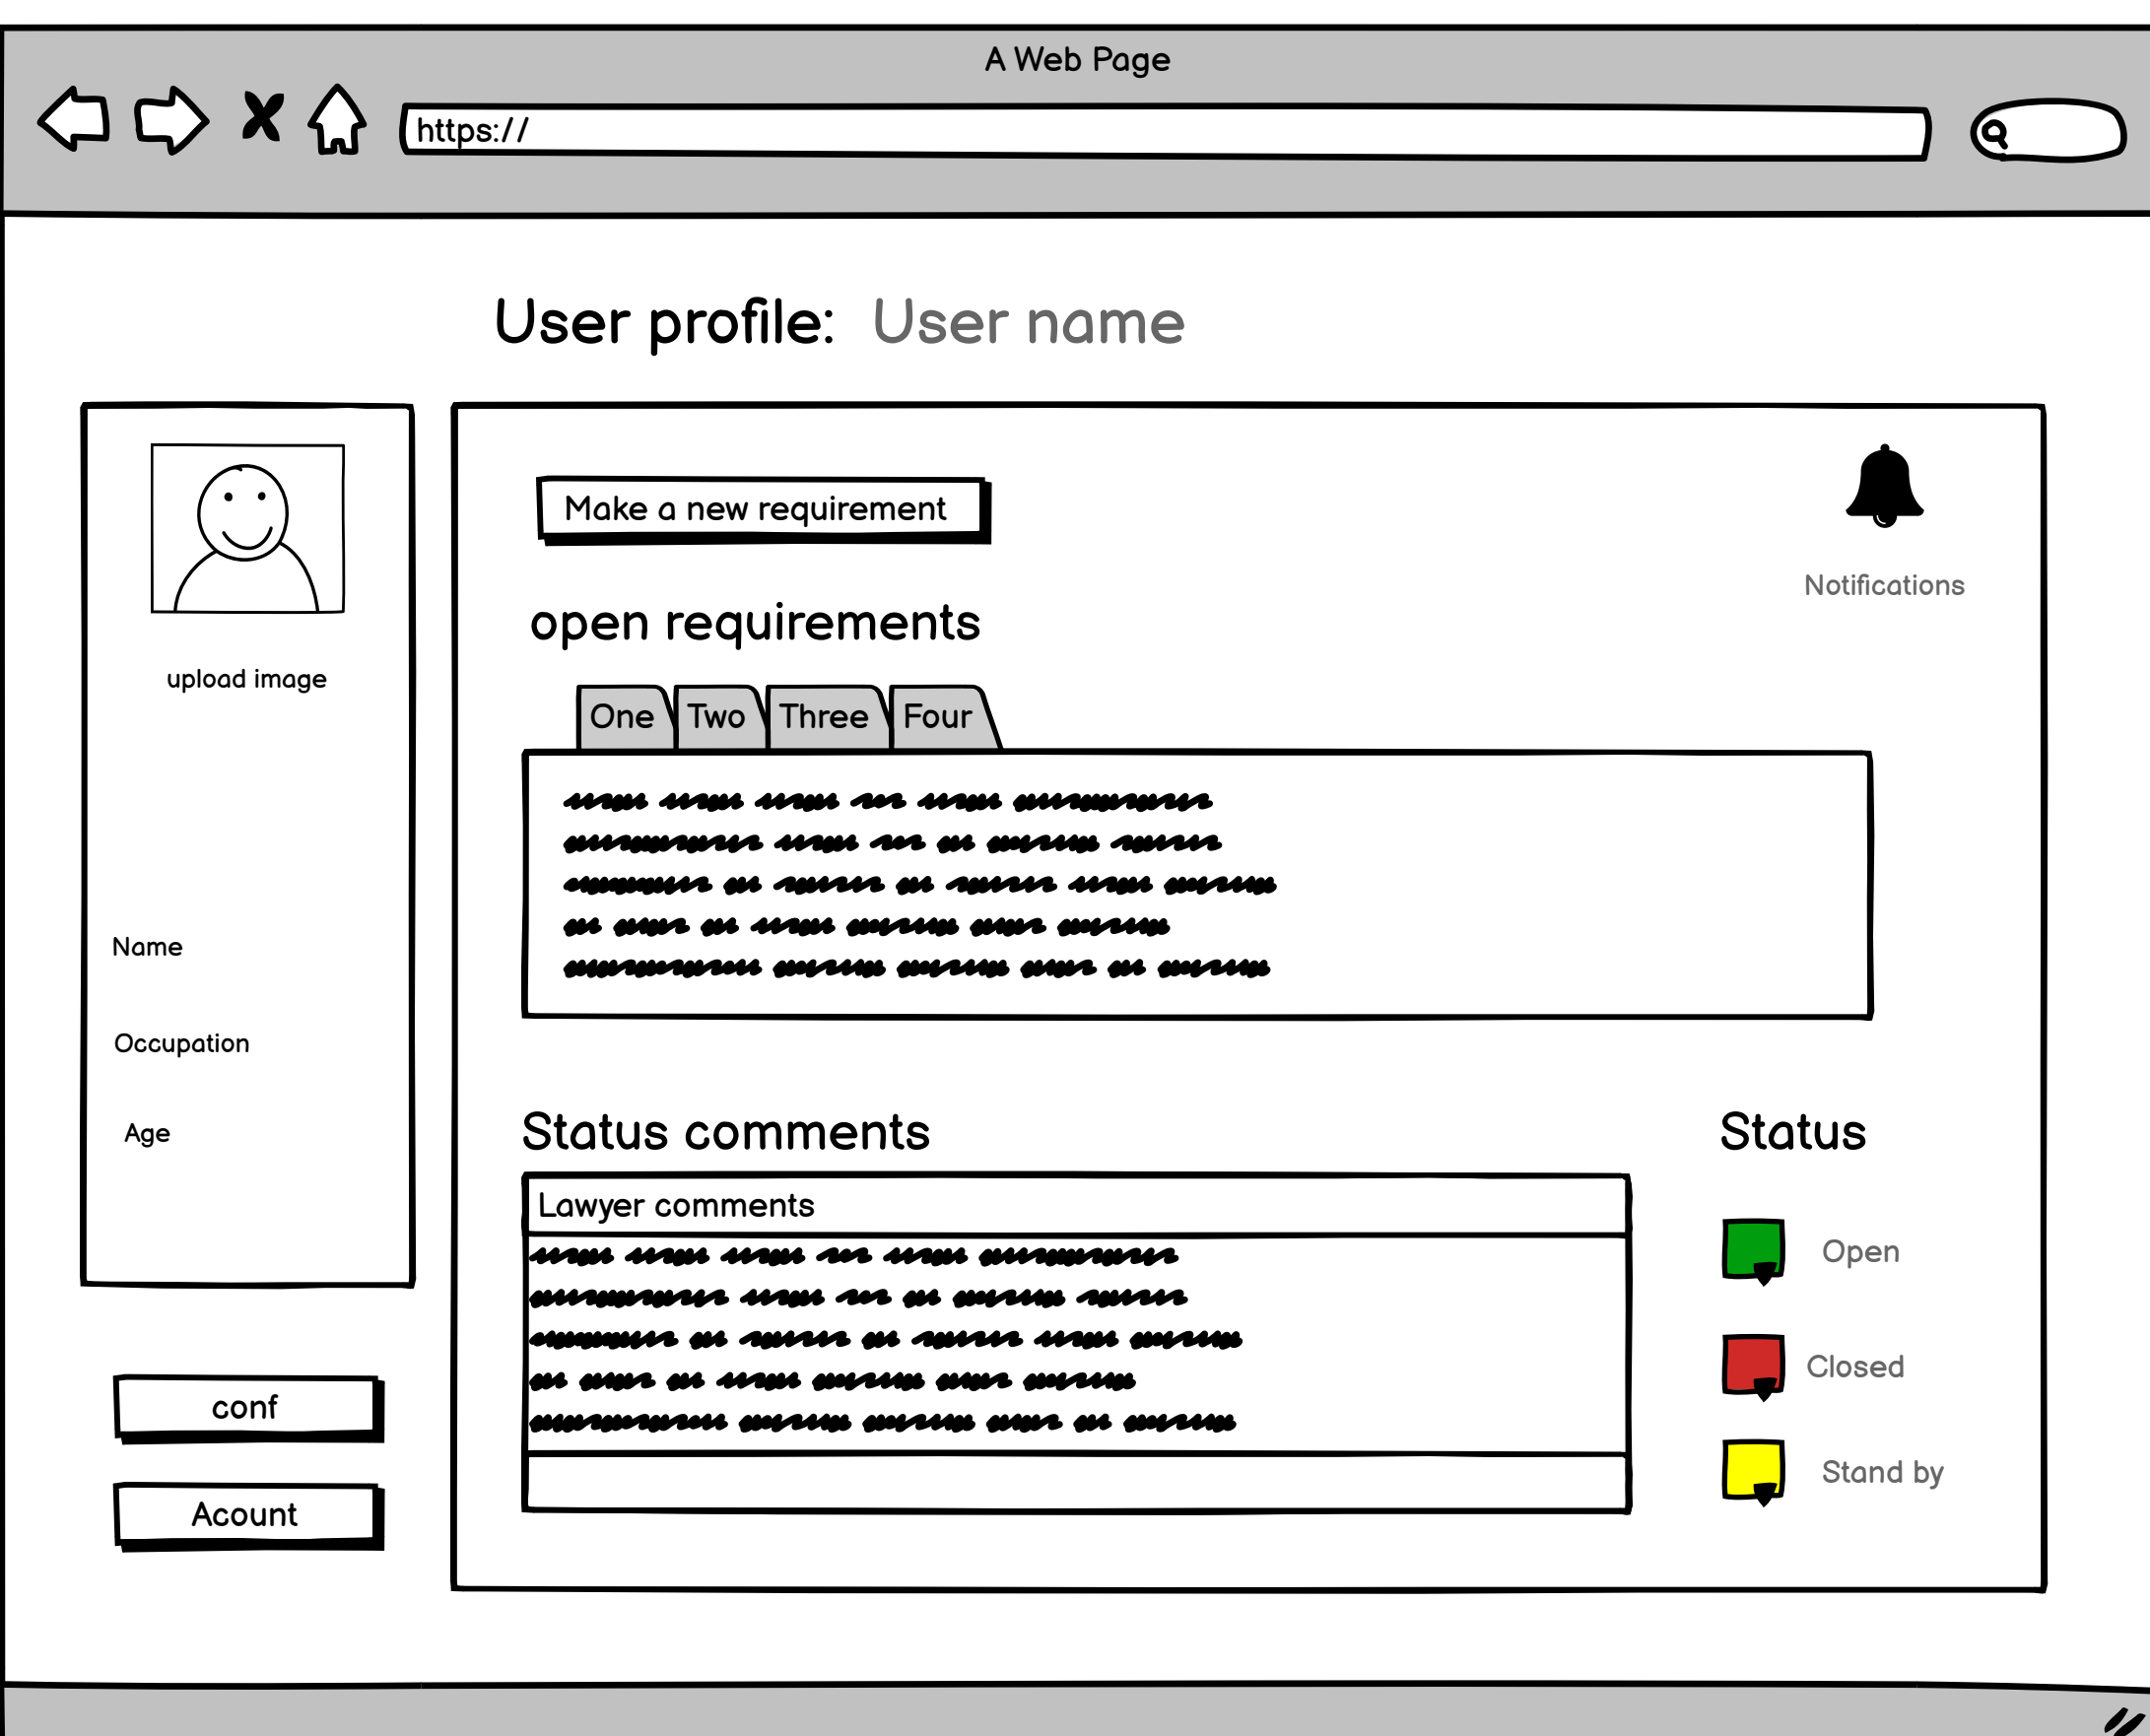 A Web Page
https://
User profile: User name
upload image
Name
Occupation
Age
conf
Acount
Make a new requirement
Notifications
open requirements
One Two Three Four
Status comments
Lawyer comments
Status
Open
Closed
Stand by